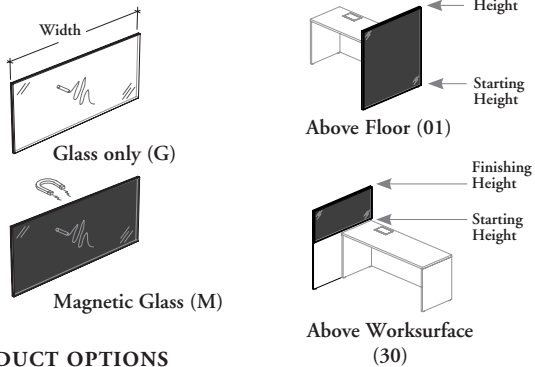 Width
Glass only (G)
Magnetic Glass (M)
Height
Starting
Height
Above Floor (01)
Finishing
Height
Starting
Height
Above Worksurface
(30)
DUCT OPTIONS